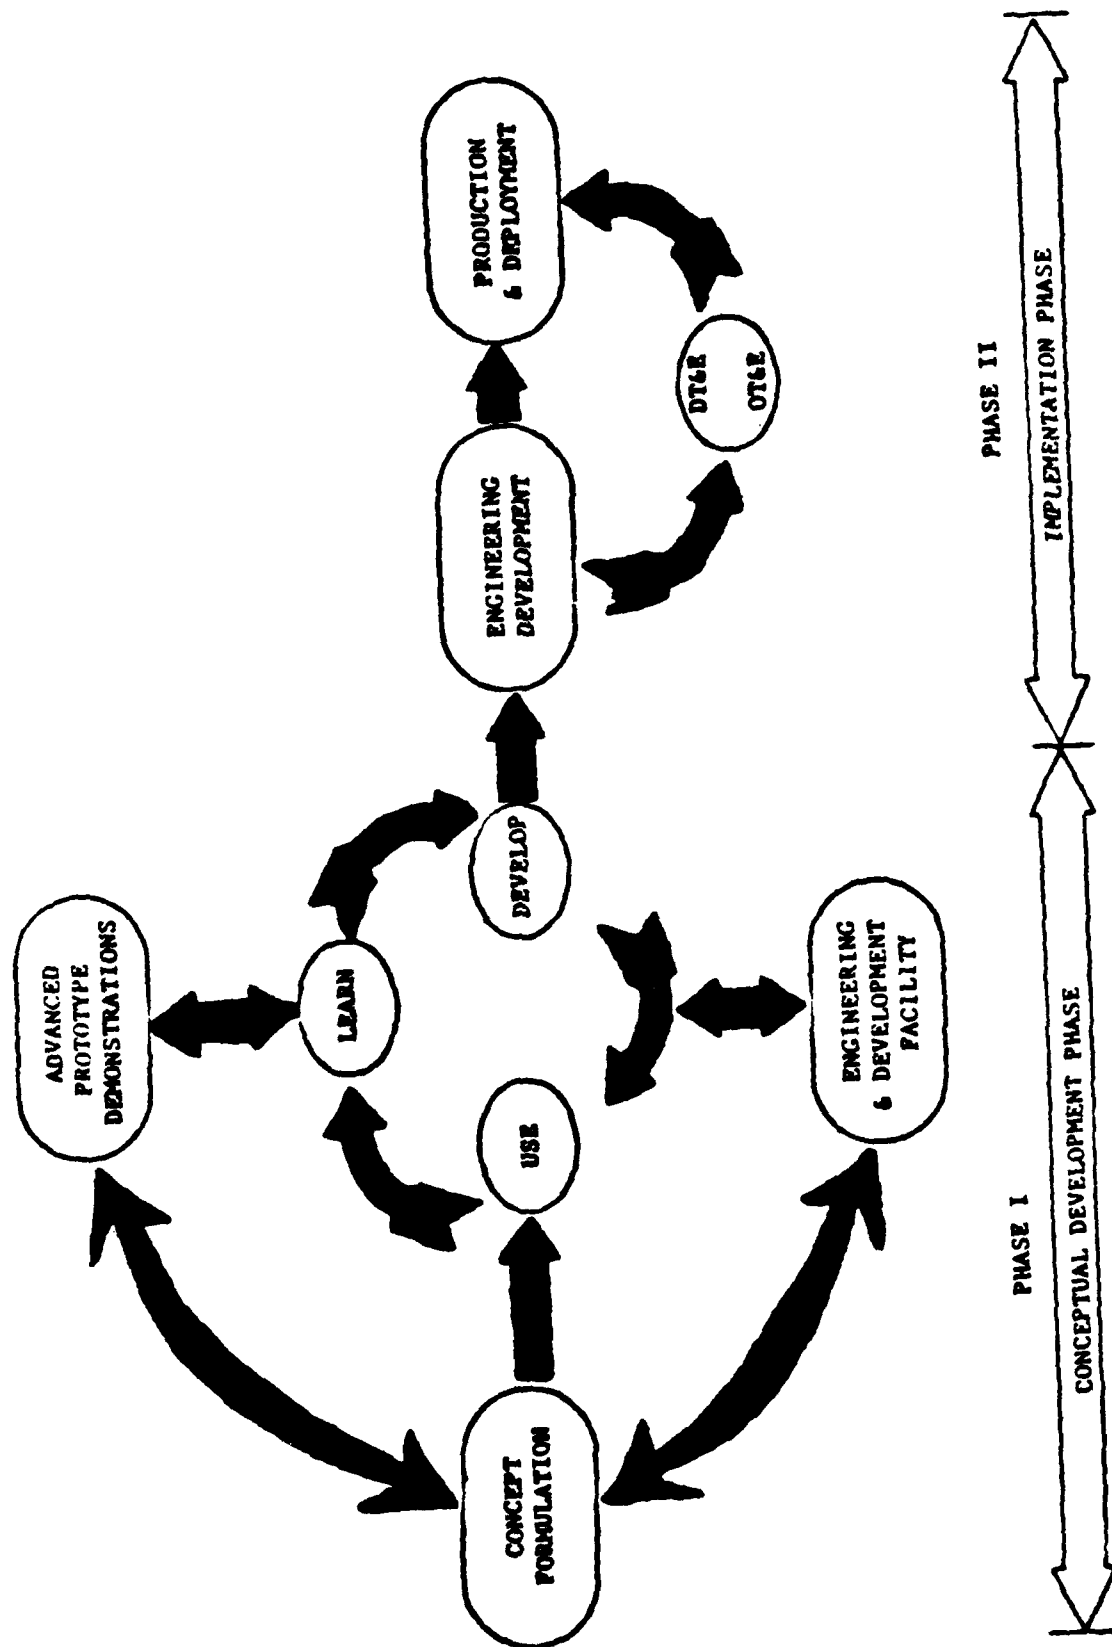 ADVANCED
PROTOTYPE
DEMONSTRATIONS
LEARN
CONCEPT
FORMULATION
USE
DEVELOP
ENGINEERING
DEVELOPMENT
PRODUCTION
& DEPLOYMENT
DT&E
OT&E
ENGINEERING
& DEVELOPMENT
FACILITY
PHASE I
CONCEPTUAL DEVELOPMENT PHASE
PHASE II
IMPLEMENTATION PHASE